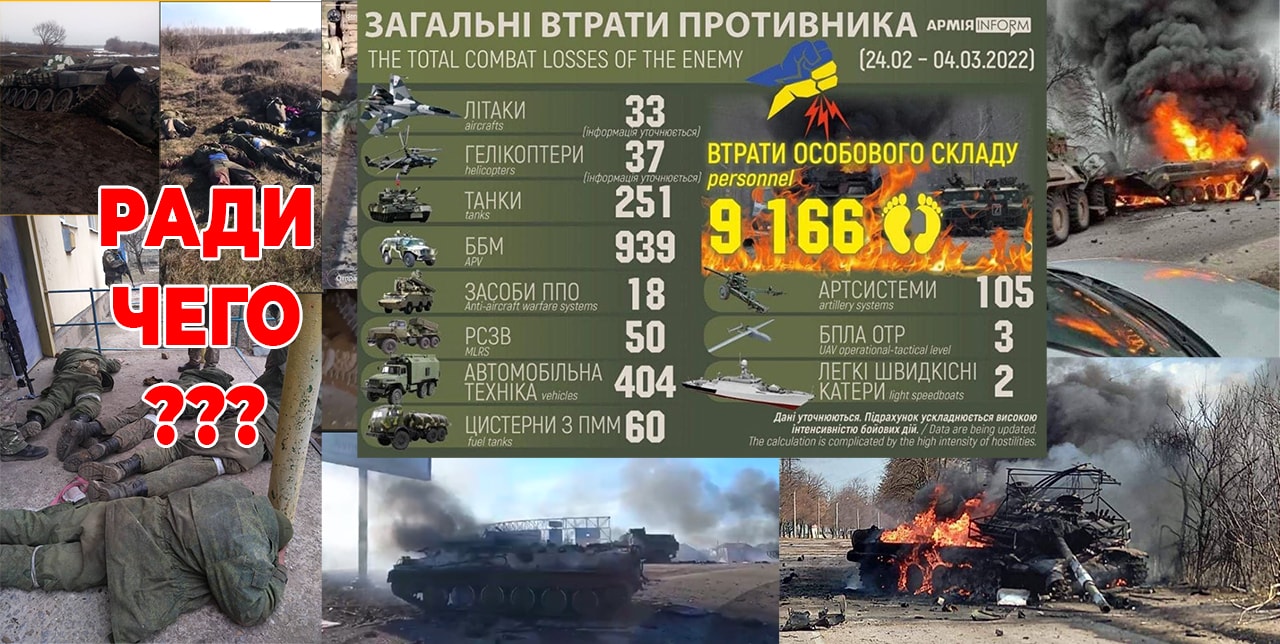 ЗАГАЛЬНІ ВТРАТИ ПРОТИВНИКА
АРМІЯ INFORM
THE TOTAL COMBAT LOSSES OF THE ENEMY
(24.02 – 04.03.2022)
ЛІТАКИ 33
aircrafts (інформація уточнюється)
ГЕЛІКОПТЕРИ 37
helicopters (інформація уточнюється)
ТАНКИ 251
tanks
ББМ 939
APV
ЗАСОБИ ППО 18
Anti-aircraft warfare systems
РСЗВ 50
MLRS
АВТОМОБІЛЬНА
ТЕХНІКА vehicles 404
ЦИСТЕРНИ З ПММ 60
fuel tanks
ВТРАТИ ОСОБОВОГО СКЛАДУ
personnel
9 166
АРТСИСТЕМИ 105
artillery systems
БПЛА ОТР 3
UAV operational-tactical level
ЛЕГКІ ШВИДКІСНІ
КАТЕРИ light speedboats 2
Дані уточнюються. Підрахунок ускладнюється високою
інтенсивністю бойових дій. / Data are being updated.
The calculation is complicated by the high intensity of hostilities.
РАДИ
ЧЕГО
???